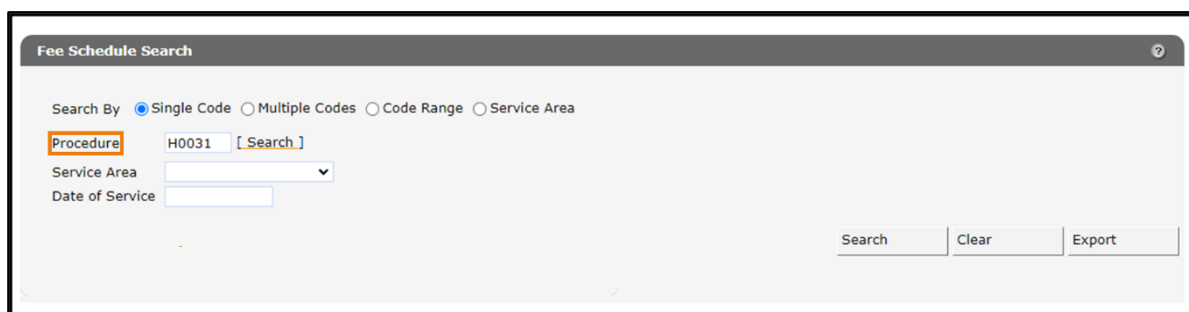 Fee Schedule Search ?
Search By Single Code Multiple Codes Code Range Service Area
Procedure H0031 [ Search ]
Service Area
Date of Service
Search Clear Export